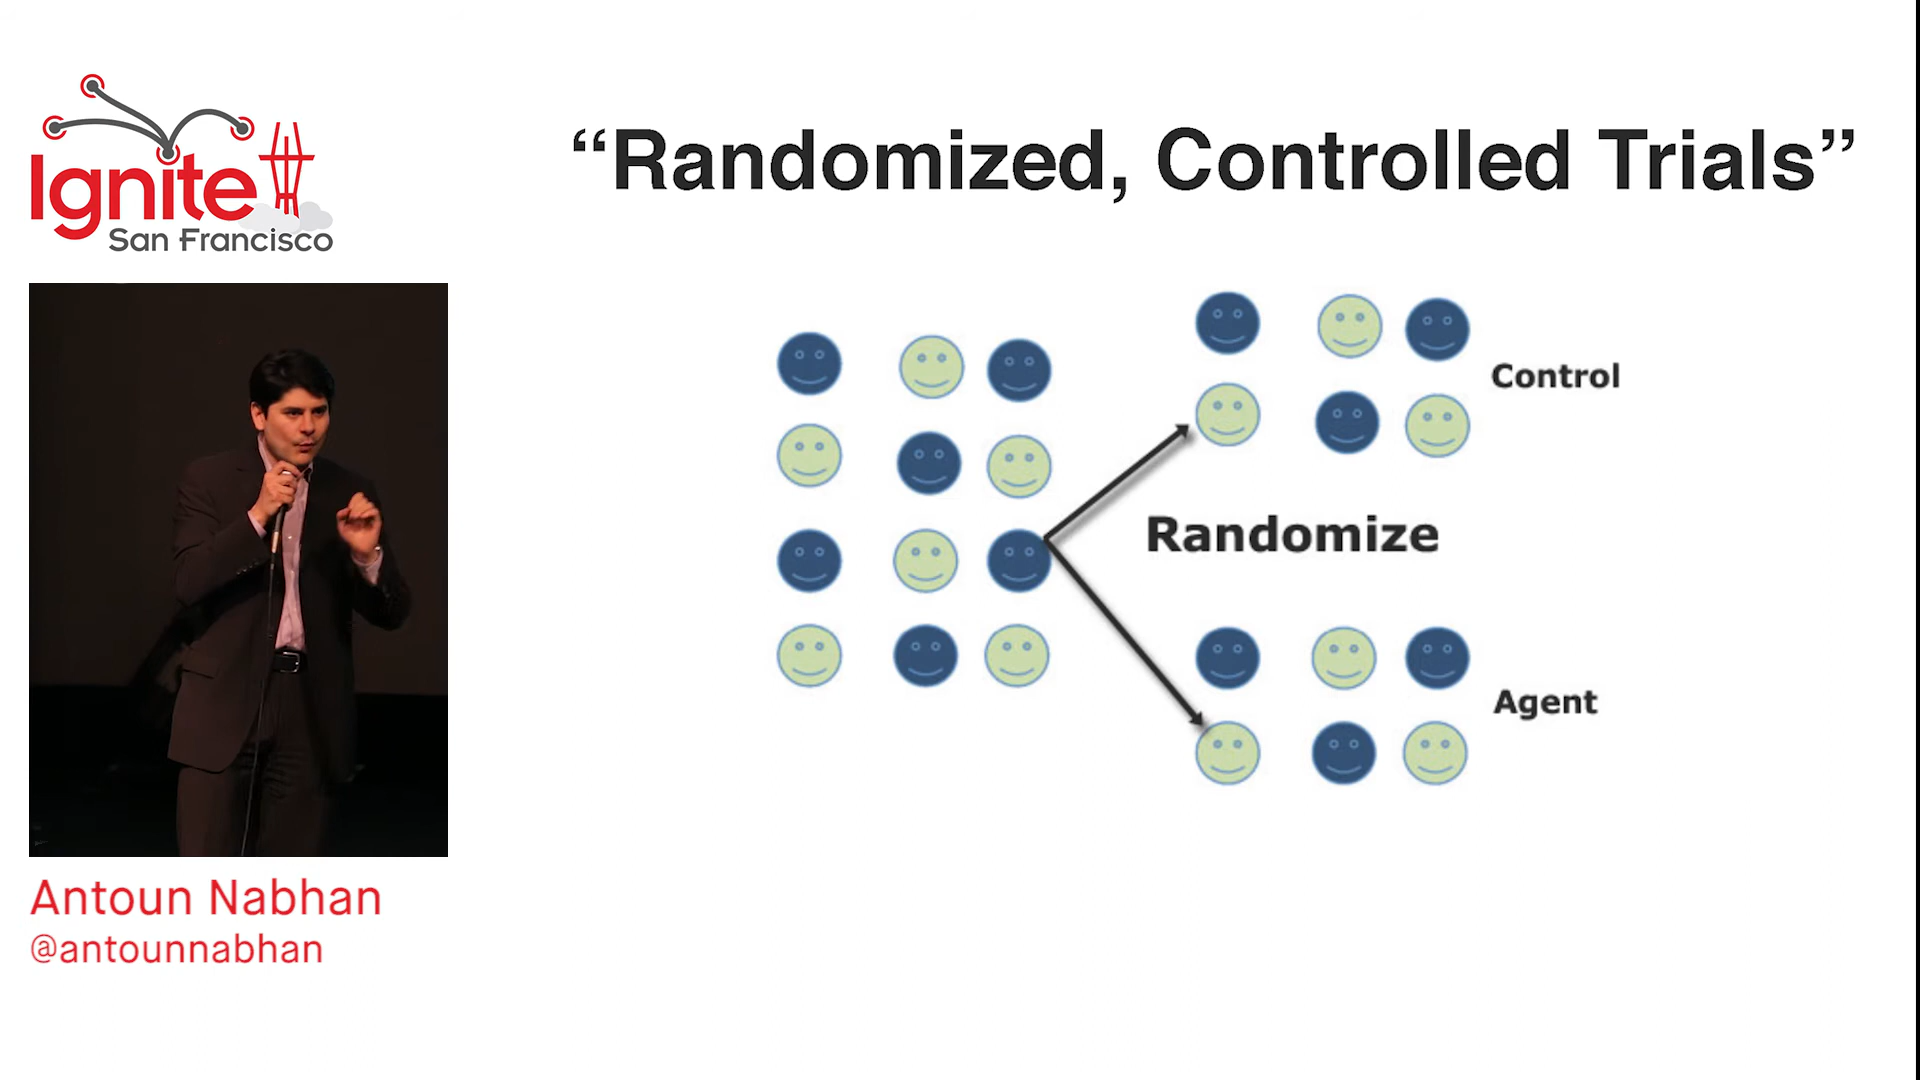 Ignite
San Francisco
“Randomized, Controlled Trials”
Control
Randomize
Agent
Antoun Nabhan
@antounnabhan